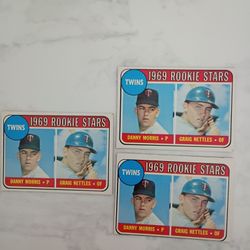 1969 ROOKIE STARS
TWINS
DANNY MORRIS - P
GRAIG NETTLES - OF
1969 ROOKIE STARS
TWINS
DANNY MORRIS - P
GRAIG NETTLES - OF
1969 ROOKIE STARS
TWINS
DANNY MORRIS - P
GRAIG NETTLES - OF